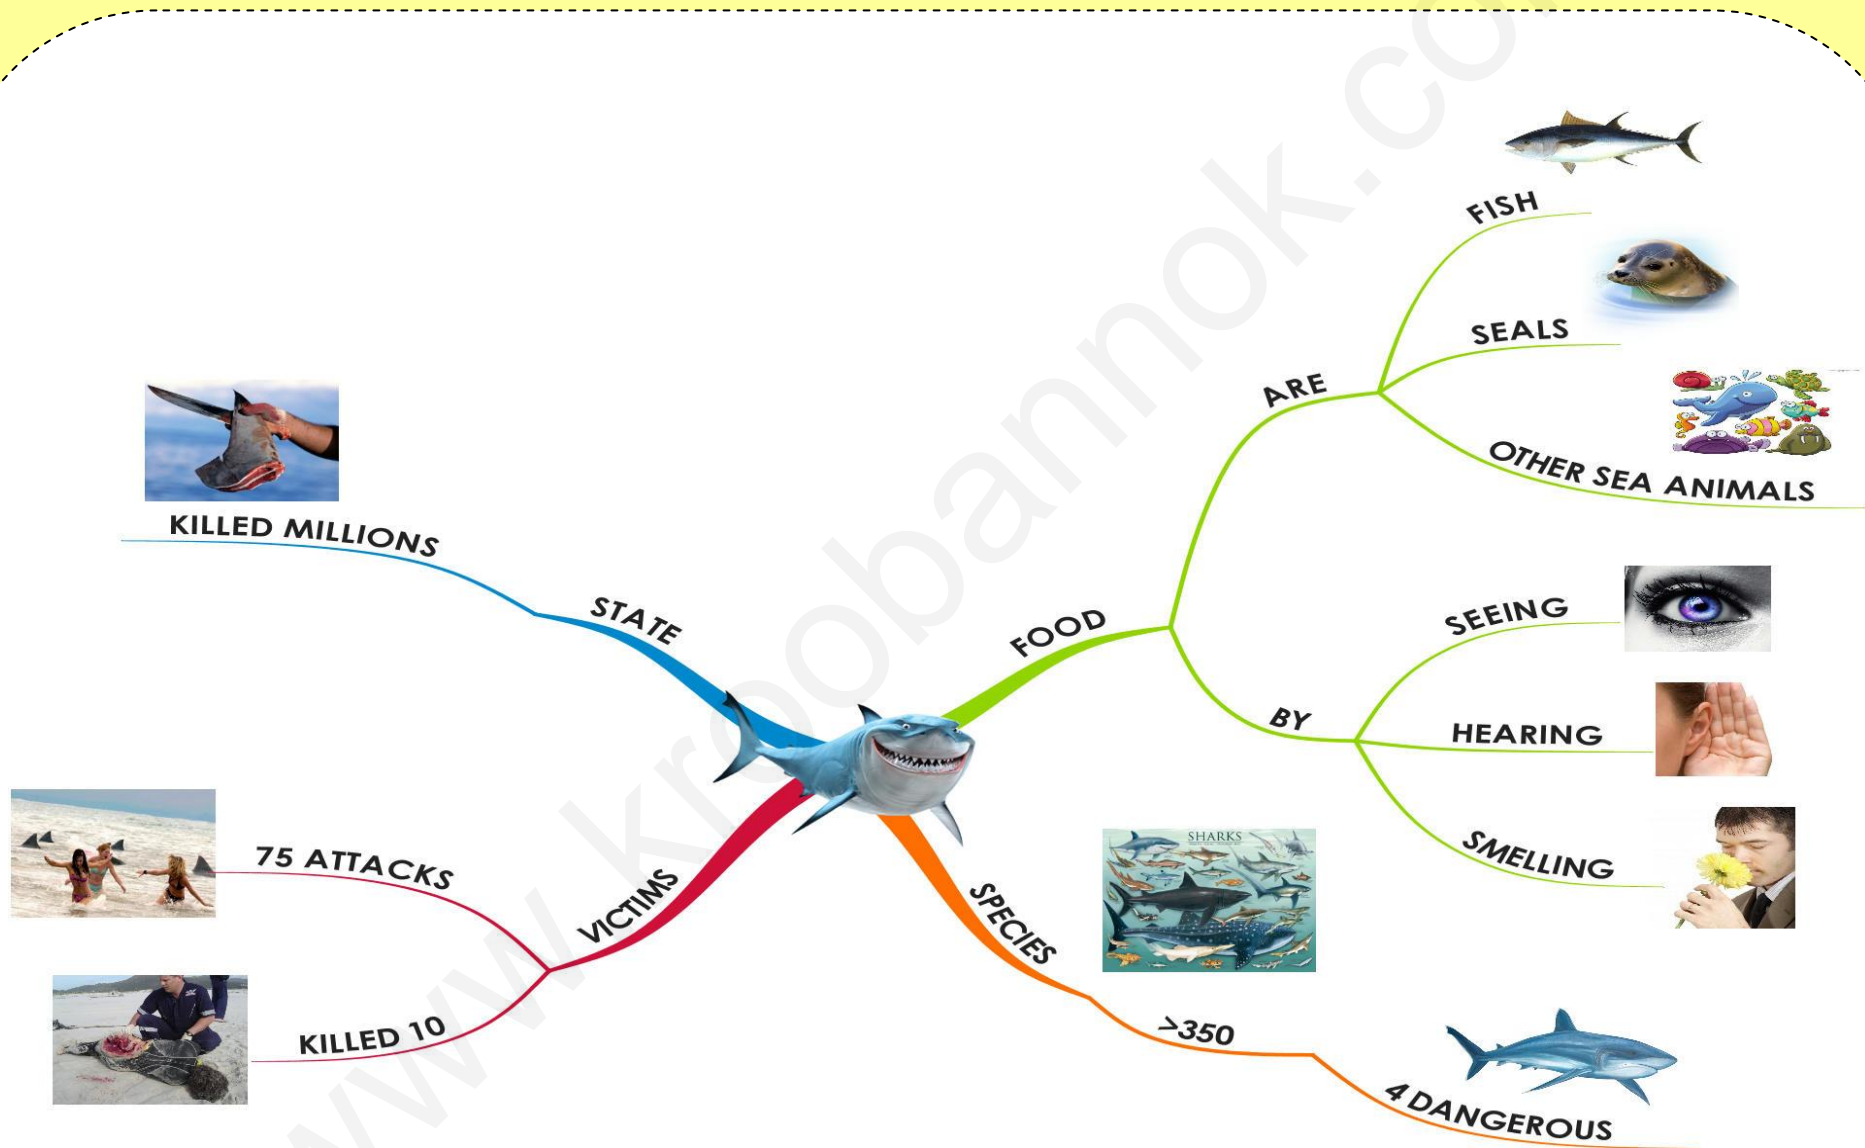 FISH
SEALS
ARE
OTHER SEA ANIMALS
KILLED MILLIONS
STATE
FOOD
SEEING
BY
HEARING
SMELLING
SHARKS
75 ATTACKS
VICTIMS
SPECIES
KILLED 10
>350
4 DANGEROUS
www.kroobannok.com